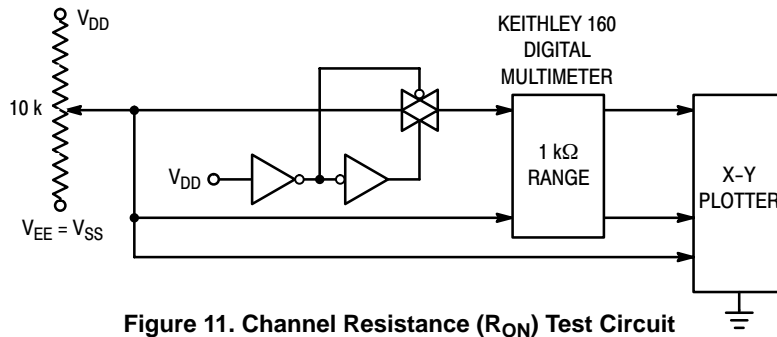 V_DD
10 k
V_EE = V_SS
V_DD
KEITHLEY 160
DIGITAL
MULTIMETER
1 kΩ
RANGE
X-Y
PLOTTER
Figure 11. Channel Resistance (R_ON) Test Circuit